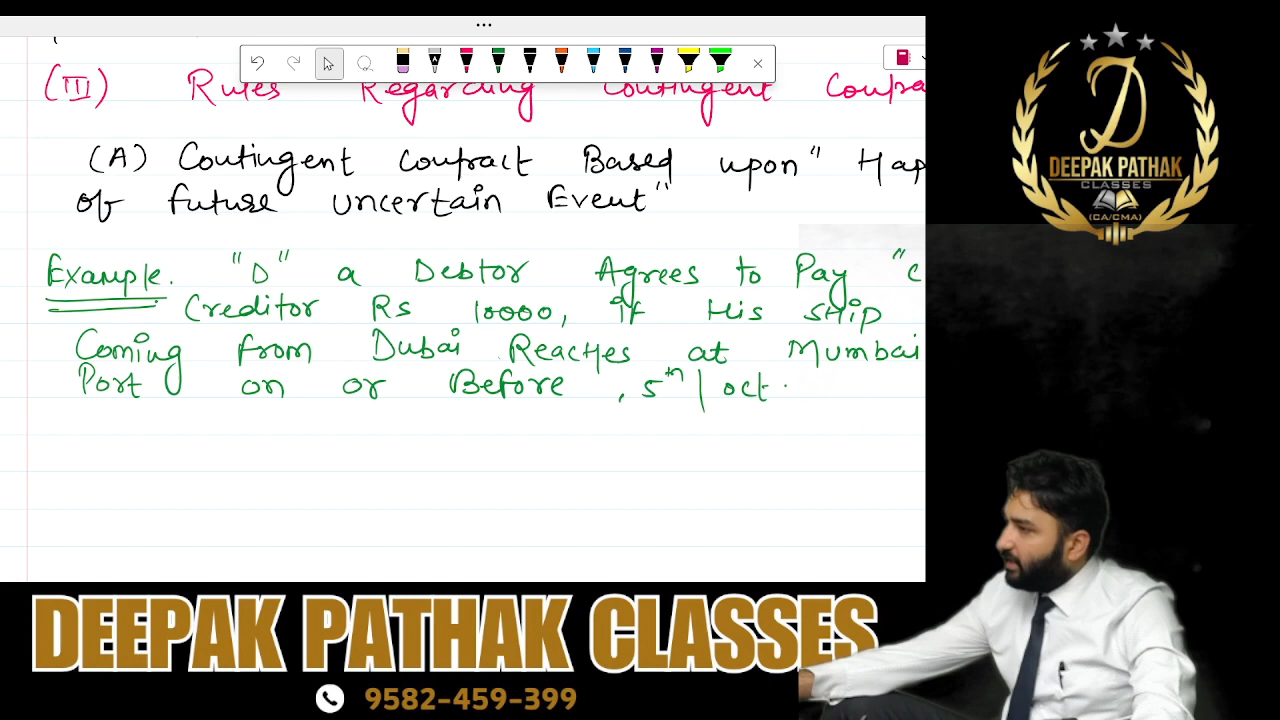 (III) Rules Regarding Contingent Contra
(A) Contingent contract Based upon " Hap
of future uncertain Event"
Example. "D" a Debtor Agrees to Pay "C
Creditor Rs 10000, if His Ship
Coming from Dubai Reaches at Mumbai
Port on or Before , 5th/oct.
D
DEEPAK PATHAK
CLASSES
(CA/CMA)
DEEPAK PATHAK CLASSES
9582-459-399